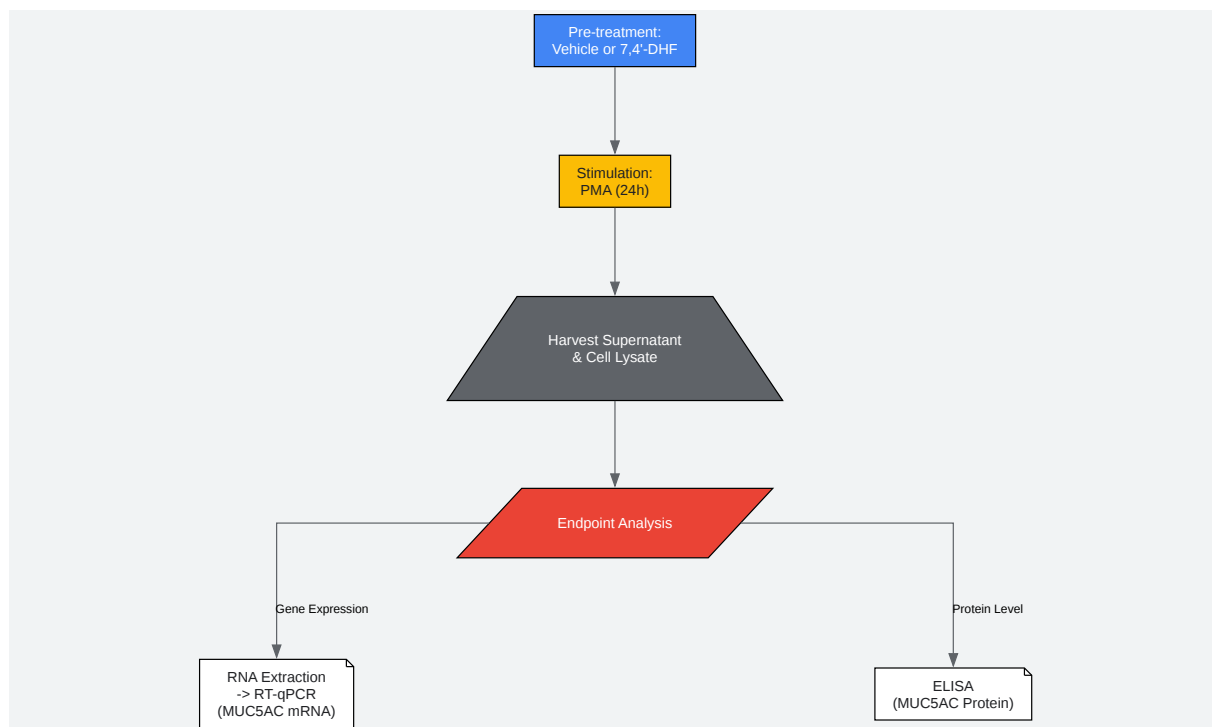 Pre-treatment:
Vehicle or 7,4'-DHF
Stimulation:
PMA (24h)
Harvest Supernatant
& Cell Lysate
Endpoint Analysis
Gene Expression
Protein Level
RNA Extraction
-> RT-qPCR
(MUC5AC mRNA)
ELISA
(MUC5AC Protein)